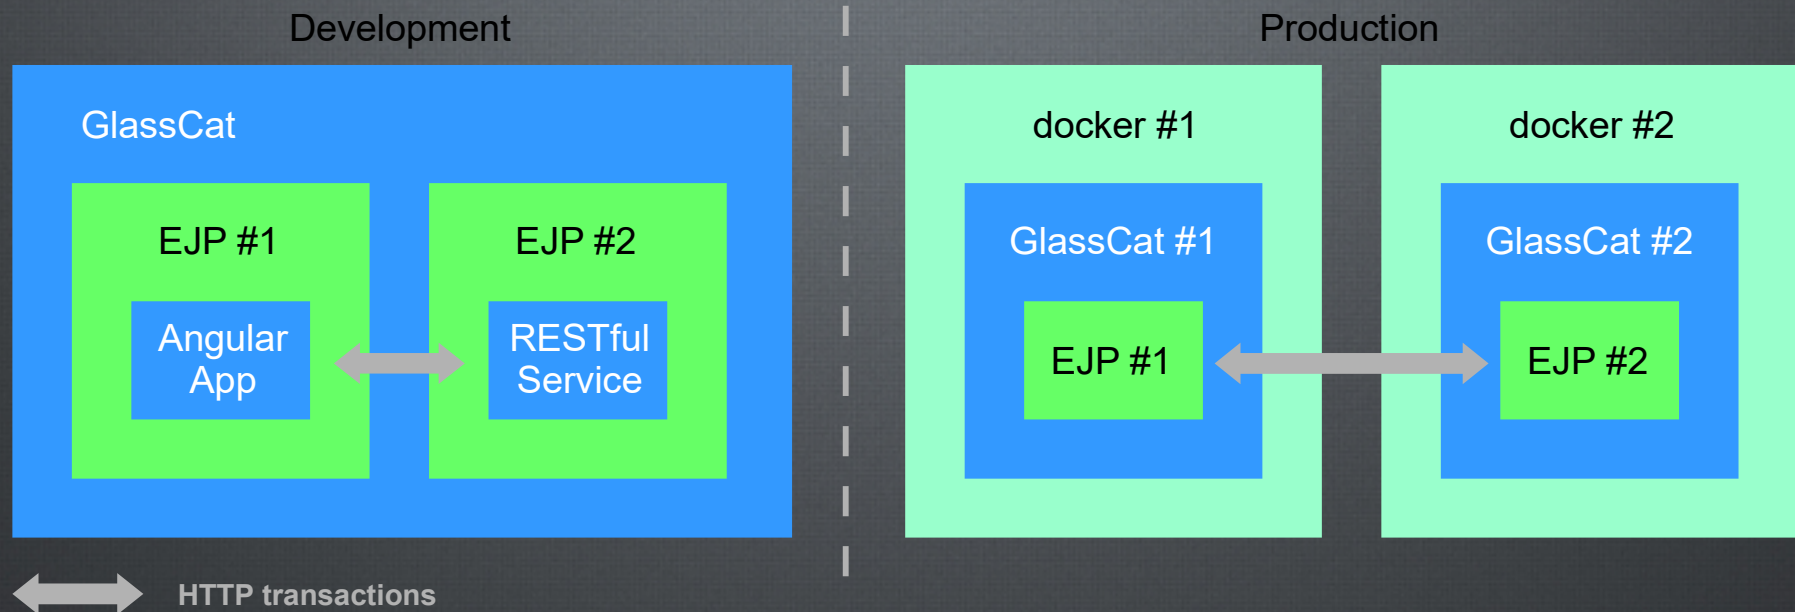 Development
Production
GlassCat
EJP #1
EJP #2
Angular
App
RESTful
Service
docker #1
docker #2
GlassCat #1
GlassCat #2
EJP #1
EJP #2
HTTP transactions